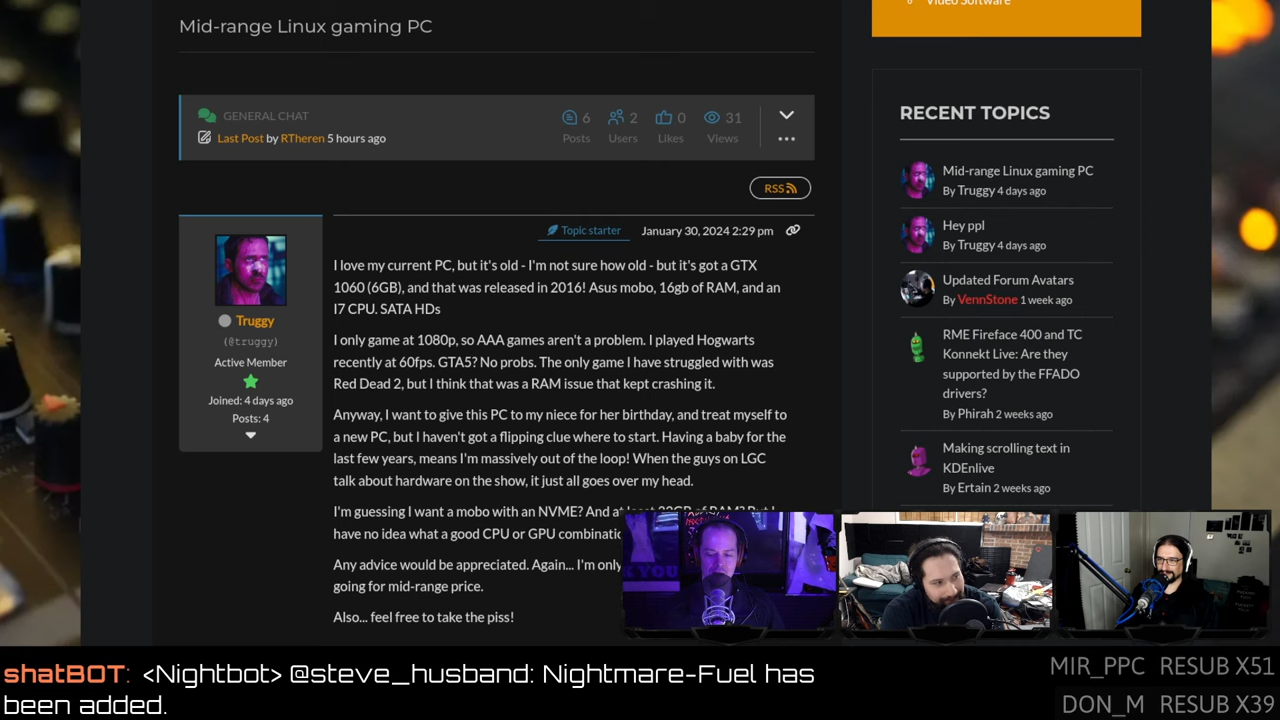 Video Software
Mid-range Linux gaming PC
GENERAL CHAT
Last Post by RTheren 5 hours ago
6
Posts
2
Users
0
Likes
31
Views
RSS
Topic starter
January 30, 2024 2:29 pm
Truggy
(@truggy)
Active Member
Joined: 4 days ago
Posts: 4
I love my current PC, but it's old - I'm not sure how old - but it's got a GTX
1060 (6GB), and that was released in 2016! Asus mobo, 16gb of RAM, and an
I7 CPU. SATA HDs
I only game at 1080p, so AAA games aren't a problem. I played Hogwarts
recently at 60fps. GTA5? No probs. The only game I have struggled with was
Red Dead 2, but I think that was a RAM issue that kept crashing it.
Anyway, I want to give this PC to my niece for her birthday, and treat myself to
a new PC, but I haven't got a flipping clue where to start. Having a baby for the
last few years, means I'm massively out of the loop! When the guys on LGC
talk about hardware on the show, it just all goes over my head.
I'm guessing I want a mobo with an NVME? And at least 32GB of RAM? But I
have no idea what a good CPU or GPU
Any advice would be appreciated. Again... I'm only
going for mid-range price.
Also... feel free to take the piss!
RECENT TOPICS
Mid-range Linux gaming PC
By Truggy 4 days ago
Hey ppl
By Truggy 4 days ago
Updated Forum Avatars
By VennStone 1 week ago
RME Fireface 400 and TC
Konnekt Live: Are they
supported by the FFADO
drivers?
By Phirah 2 weeks ago
Making scrolling text in
KDEnlive
By Ertain 2 weeks ago
shatBOT: <Nightbot> @steve_husband: Nightmare-Fuel has
been added.
MIR_PPC RESUB X51
DON_M RESUB X39